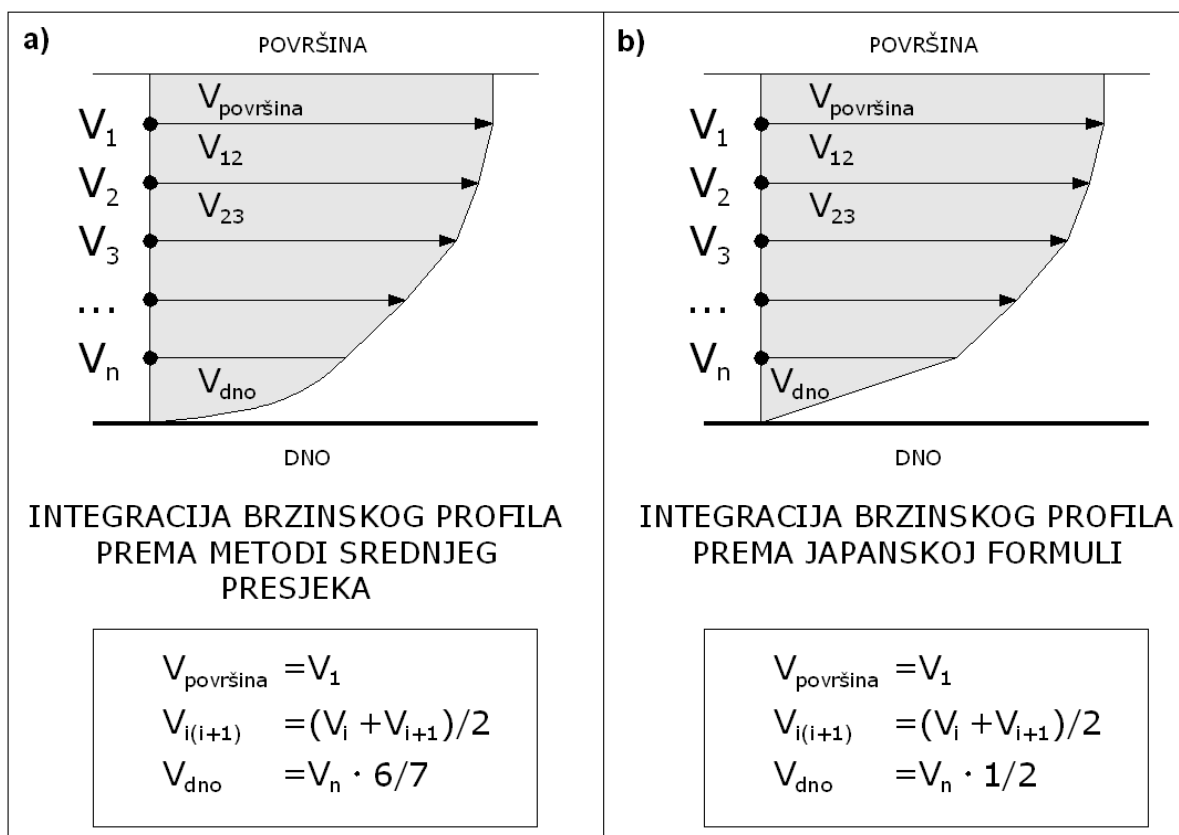 a)
POVRŠINA
V1
Vpovršina
V12
V2
V23
V3
...
Vn
Vdno
DNO
INTEGRACIJA BRZINSKOG PROFILA
PREMA METODI SREDNJEG
PRESJEKA
Vpovršina =V1
Vi(i+1) =(Vi +Vi+1)/2
Vdno =Vn · 6/7
b)
POVRŠINA
V1
Vpovršina
V12
V2
V23
V3
...
Vn
Vdno
DNO
INTEGRACIJA BRZINSKOG PROFILA
PREMA JAPANSKOJ FORMULI
Vpovršina =V1
Vi(i+1) =(Vi +Vi+1)/2
Vdno =Vn · 1/2